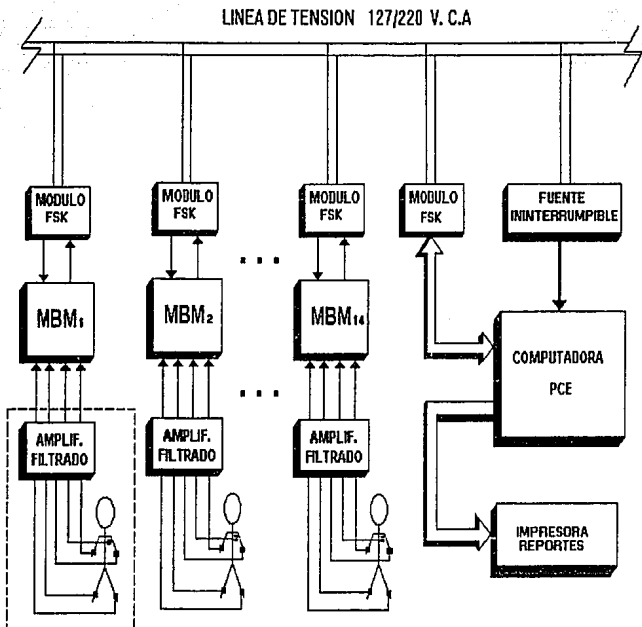 LINEA DE TENSION 127/220 V. C.A
MODULO
FSK
MODULO
FSK
MODULO
FSK
MODULO
FSK
FUENTE
ININTERRUMPIBLE
MBM1
MBM2
MBM14
COMPUTADORA
PCE
AMPLIF.
FILTRADO
AMPLIF.
FILTRADO
AMPLIF.
FILTRADO
IMPRESORA
REPORTES